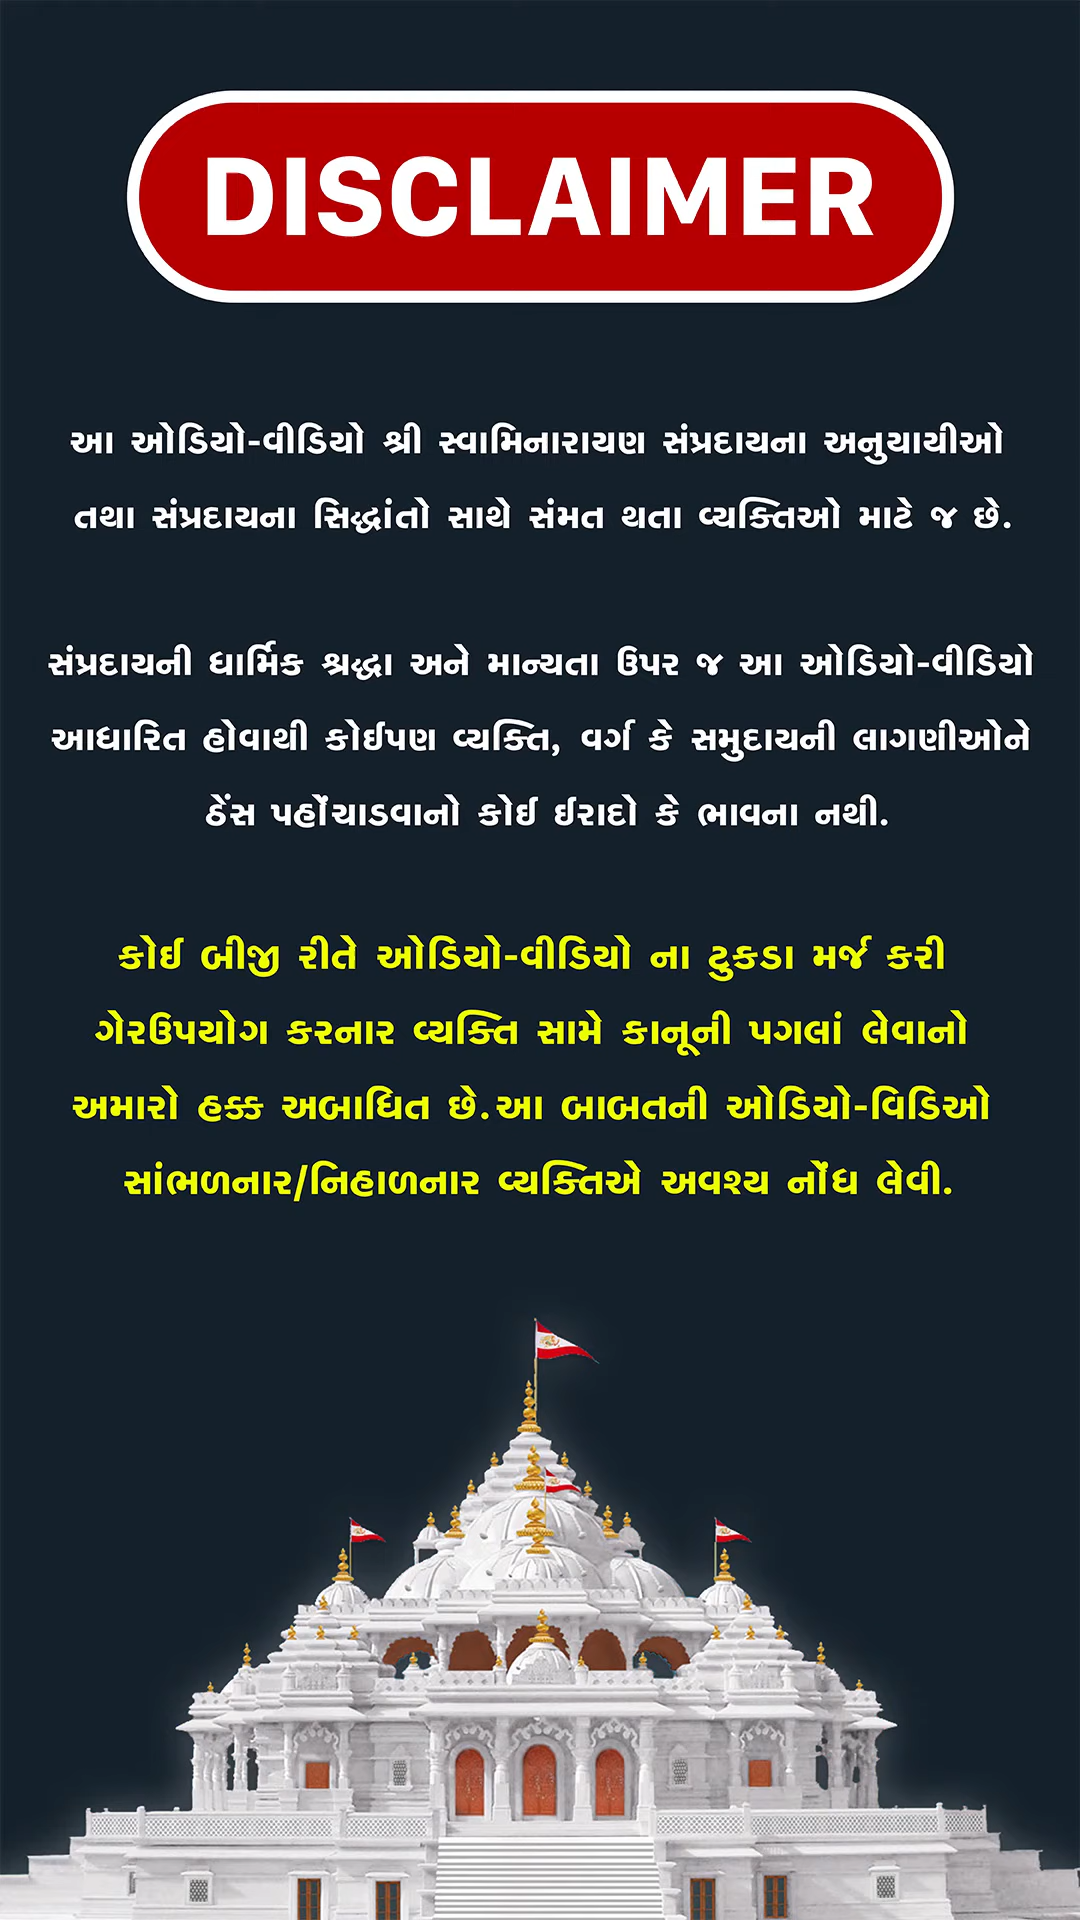 DISCLAIMER
આ ઓડિયો-વીડિયો શ્રી સ્વામિનારાયણ સંપ્રદાયના અનુયાયીઓ
તથા સંપ્રદાયના સિદ્ધાંતો સાથે સંમત થતા વ્યક્તિઓ માટે જ છે.
સંપ્રદાયની ધાર્મિક શ્રદ્ધા અને માન્યતા ઉપર જ આ ઓડિયો-વીડિયો
આધારિત હોવાથી કોઈપણ વ્યક્તિ, વર્ગ કે સમુદાયની લાગણીઓને
ઠેંસ પહોંચાડવાનો કોઈ ઈરાદો કે ભાવના નથી.
કોઈ બીજી રીતે ઓડિયો-વીડિયો ના ટુકડા મર્જ કરી
ગેરઉપયોગ કરનાર વ્યક્તિ સામે કાનૂની પગલાં લેવાનો
અમારો હક્ક અબાધિત છે.આ બાબતની ઓડિયો-વિડિઓ
સાંભળનાર/નિહાળનાર વ્યક્તિએ અવશ્ય નોંધ લેવી.